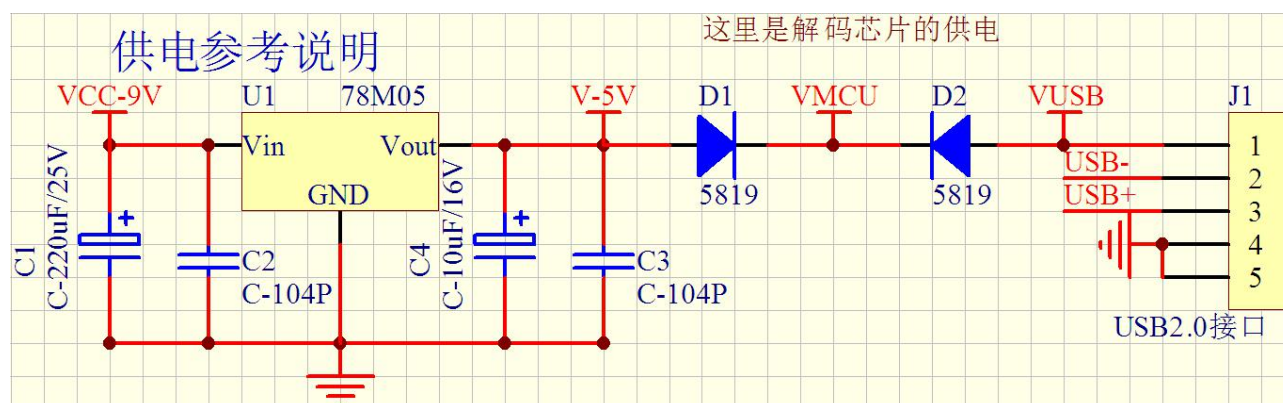 这里是解码芯片的供电
供电参考说明
VCC-9V
U1
78M05
V-5V
D1
VMCU
D2
VUSB
J1
Vin
Vout
GND
5819
5819
USB-
USB+
1
2
3
4
5
C1
C-220uF/25V
C2
C-104P
C4
C-10uF/16V
C3
C-104P
USB2.0接口